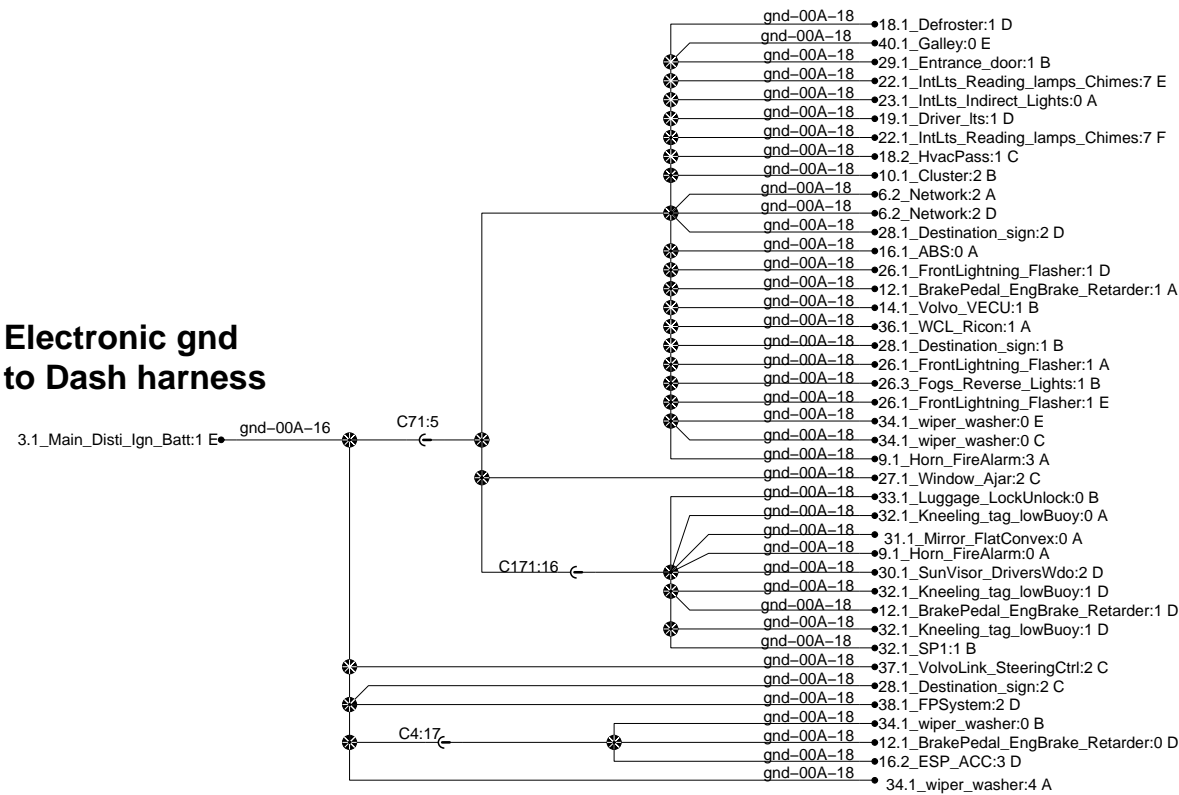 gnd–00A–18
18.1_Defroster:1 D
gnd–00A–18
40.1_Galley:0 E
gnd–00A–18
29.1_Entrance_door:1 B
gnd–00A–18
22.1_IntLts_Reading_lamps_Chimes:7 E
gnd–00A–18
23.1_IntLts_Indirect_Lights:0 A
gnd–00A–18
19.1_Driver_lts:1 D
gnd–00A–18
22.1_IntLts_Reading_lamps_Chimes:7 F
gnd–00A–18
18.2_HvacPass:1 C
gnd–00A–18
10.1_Cluster:2 B
gnd–00A–18
6.2_Network:2 A
gnd–00A–18
6.2_Network:2 D
gnd–00A–18
28.1_Destination_sign:2 D
gnd–00A–18
16.1_ABS:0 A
gnd–00A–18
26.1_FrontLightning_Flasher:1 D
gnd–00A–18
12.1_BrakePedal_EngBrake_Retarder:1 A
gnd–00A–18
14.1_Volvo_VECU:1 B
gnd–00A–18
36.1_WCL_Ricon:1 A
gnd–00A–18
28.1_Destination_sign:1 B
gnd–00A–18
26.1_FrontLightning_Flasher:1 A
gnd–00A–18
26.3_Fogs_Reverse_Lights:1 B
gnd–00A–18
26.1_FrontLightning_Flasher:1 E
gnd–00A–18
34.1_wiper_washer:0 E
gnd–00A–18
34.1_wiper_washer:0 C
gnd–00A–18
9.1_Horn_FireAlarm:3 A
Electronic gnd
to Dash harness
3.1_Main_Disti_Ign_Batt:1 E
gnd–00A–16
C71:5
gnd–00A–18
27.1_Window_Ajar:2 C
gnd–00A–18
33.1_Luggage_LockUnlock:0 B
gnd–00A–18
32.1_Kneeling_tag_lowBuoy:0 A
gnd–00A–18
31.1_Mirror_FlatConvex:0 A
gnd–00A–18
9.1_Horn_FireAlarm:0 A
C171:16
gnd–00A–18
30.1_SunVisor_DriversWdo:2 D
gnd–00A–18
32.1_Kneeling_tag_lowBuoy:1 D
gnd–00A–18
12.1_BrakePedal_EngBrake_Retarder:1 D
gnd–00A–18
32.1_Kneeling_tag_lowBuoy:1 D
gnd–00A–18
32.1_SP1:1 B
gnd–00A–18
37.1_VolvoLink_SteeringCtrl:2 C
gnd–00A–18
28.1_Destination_sign:2 C
gnd–00A–18
38.1_FPSystem:2 D
gnd–00A–18
34.1_wiper_washer:0 B
C4:17
gnd–00A–18
12.1_BrakePedal_EngBrake_Retarder:0 D
gnd–00A–18
16.2_ESP_ACC:3 D
gnd–00A–18
34.1_wiper_washer:4 A